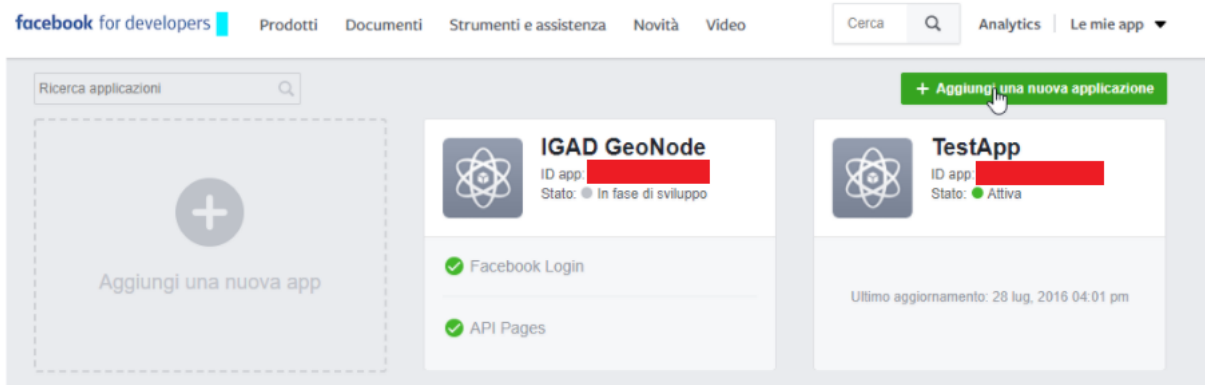 facebook for developers Prodotti Documenti Strumenti e assistenza Novità Video Cerca Analytics Le mie app
Ricerca applicazioni
+ Aggiungi una nuova applicazione
Aggiungi una nuova app
IGAD GeoNode
ID app:
Stato: In fase di sviluppo
Facebook Login
API Pages
TestApp
ID app:
Stato: Attiva
Ultimo aggiornamento: 28 lug, 2016 04:01 pm